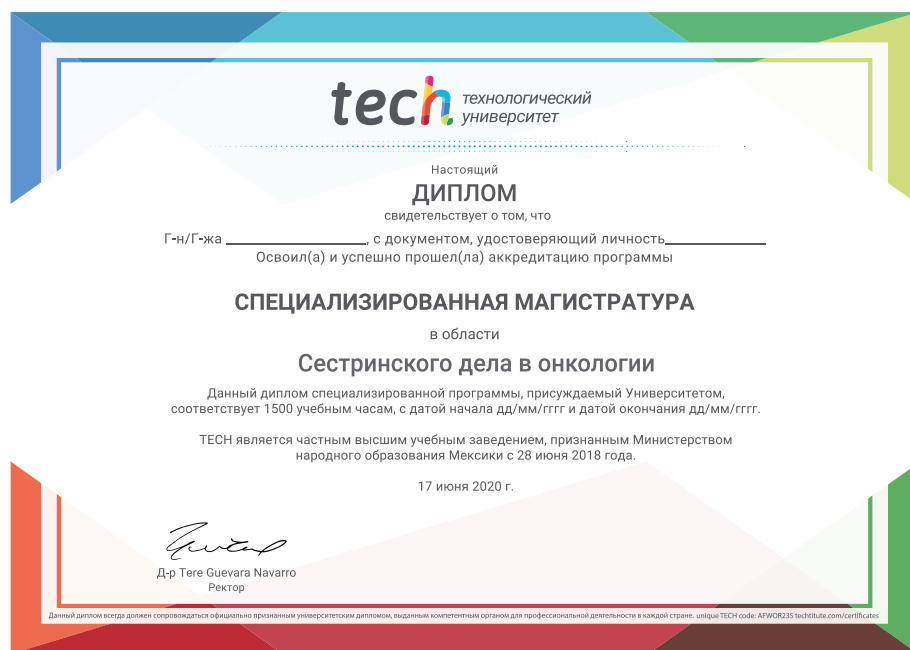 tech технологический
университет
Настоящий
ДИПЛОМ
свидетельствует о том, что
Г-н/Г-жа ____________________, с документом, удостоверяющий личность______________
Освоил(а) и успешно прошел(ла) аккредитацию программы
СПЕЦИАЛИЗИРОВАННАЯ МАГИСТРАТУРА
в области
Сестринского дела в онкологии
Данный диплом специализированной программы, присуждаемый Университетом,
соответствует 1500 учебным часам, с датой начала дд/мм/гггг и датой окончания дд/мм/гггг.
TECH является частным высшим учебным заведением, признанным Министерством
народного образования Мексики с 28 июня 2018 года.
17 июня 2020 г.
Д-р Tere Guevara Navarro
Ректор
Данный диплом всегда должен сопровождаться официально признанным университетским дипломом, выданным компетентным органом для профессиональной деятельности в каждой стране. unique TECH code: AFWOR23S techtitute.com/certificates